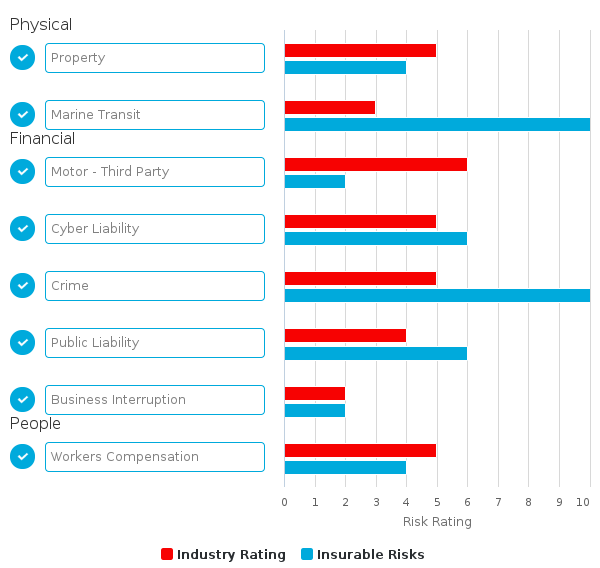 Physical
Property
Marine Transit
Financial
Motor - Third Party
Cyber Liability
Crime
Public Liability
Business Interruption
People
Workers Compensation
0 1 2 3 4 5 6 7 8 9 10
Risk Rating
Industry Rating Insurable Risks